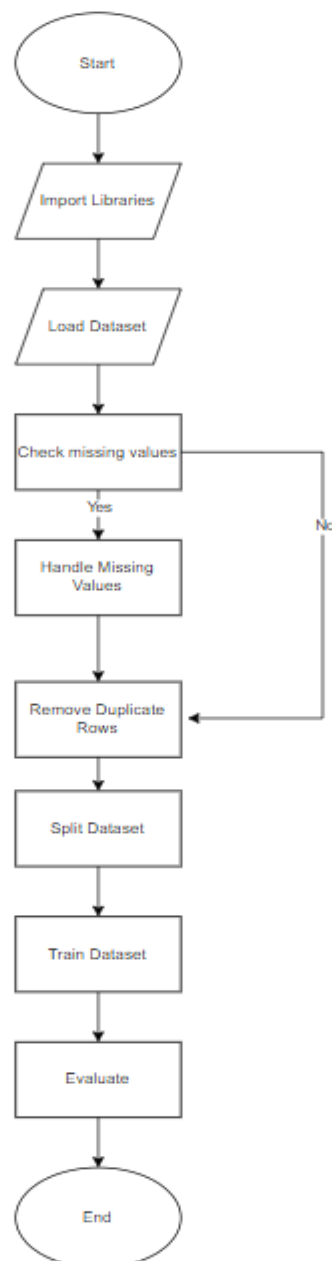 Start
Import Libraries
Load Dataset
Check missing values
Yes
No
Handle Missing
Values
Remove Duplicate
Rows
Split Dataset
Train Dataset
Evaluate
End